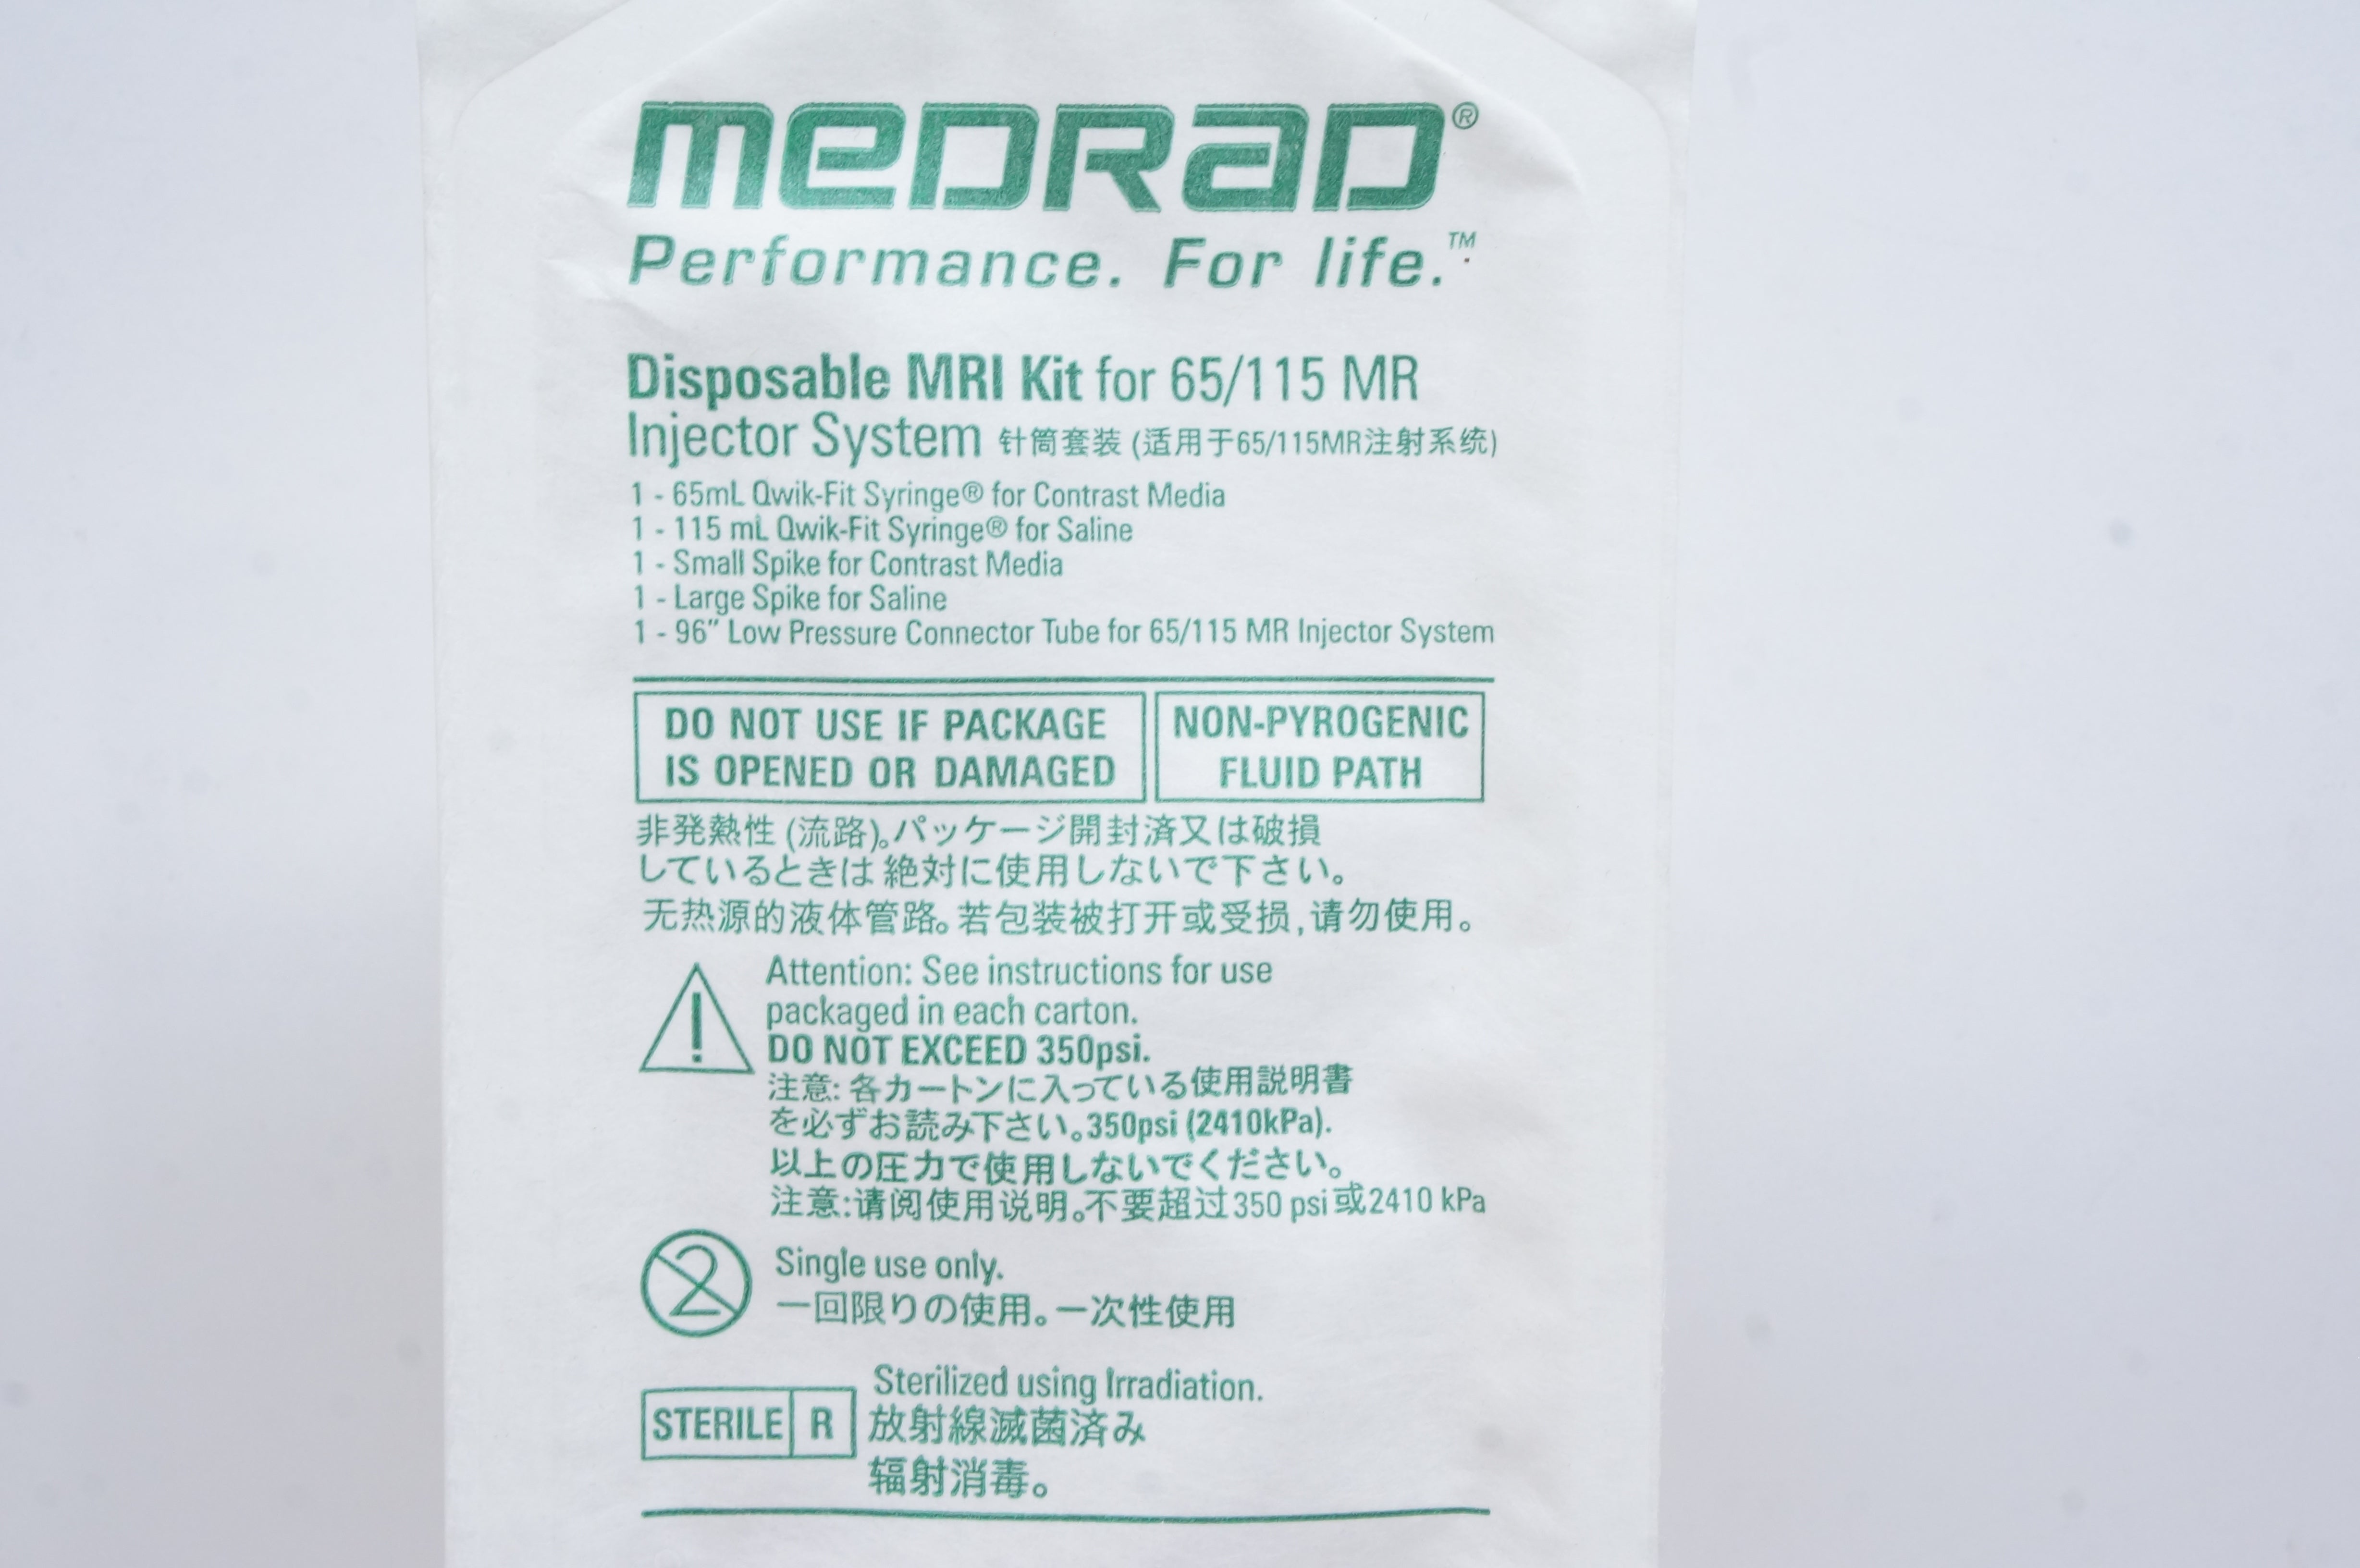 MEDRAD®
Performance. For life.™
Disposable MRI Kit for 65/115 MR
Injector System 针筒套装 (适用于65/115MR注射系统)
1 - 65mL Qwik-Fit Syringe® for Contrast Media
1 - 115 mL Qwik-Fit Syringe® for Saline
1 - Small Spike for Contrast Media
1 - Large Spike for Saline
1 - 96″ Low Pressure Connector Tube for 65/115 MR Injector System
DO NOT USE IF PACKAGE
IS OPENED OR DAMAGED
NON-PYROGENIC
FLUID PATH
非発熱性 (流路)。パッケージ開封済又は破損
しているときは 絶対に使用しないで下さい。
无热源的液体管路。若包装被打开或受损,请勿使用。
Attention: See instructions for use
packaged in each carton.
DO NOT EXCEED 350psi.
注意: 各カートンに入っている使用説明書
を必ずお読み下さい。350psi (2410kPa).
以上の圧力で使用しないでください。
注意:请阅使用说明。不要超过350 psi或2410 kPa
2 Single use only.
一回限りの使用。一次性使用
Sterilized using Irradiation.
STERILE R 放射線滅菌済み
辐射消毒。